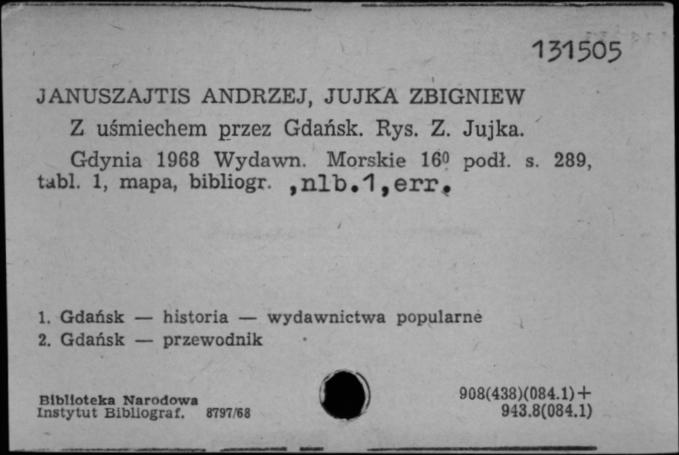 131505
JANUSZAJTIS ANDRZEJ, JUJKA ZBIGNIEW
Z uśmiechem przez Gdańsk. Rys. Z. Jujka.
Gdynia 1968 Wydawn. Morskie 16⁰ podł. s. 289,
tabl. 1, mapa, bibliogr. ,nlb.1,err.
1. Gdańsk — historia — wydawnictwa popularne
2. Gdańsk — przewodnik
Biblioteka Narodowa
Instytut Bibliograf. 8797/68
908(438)(084.1)+
943.8(084.1)